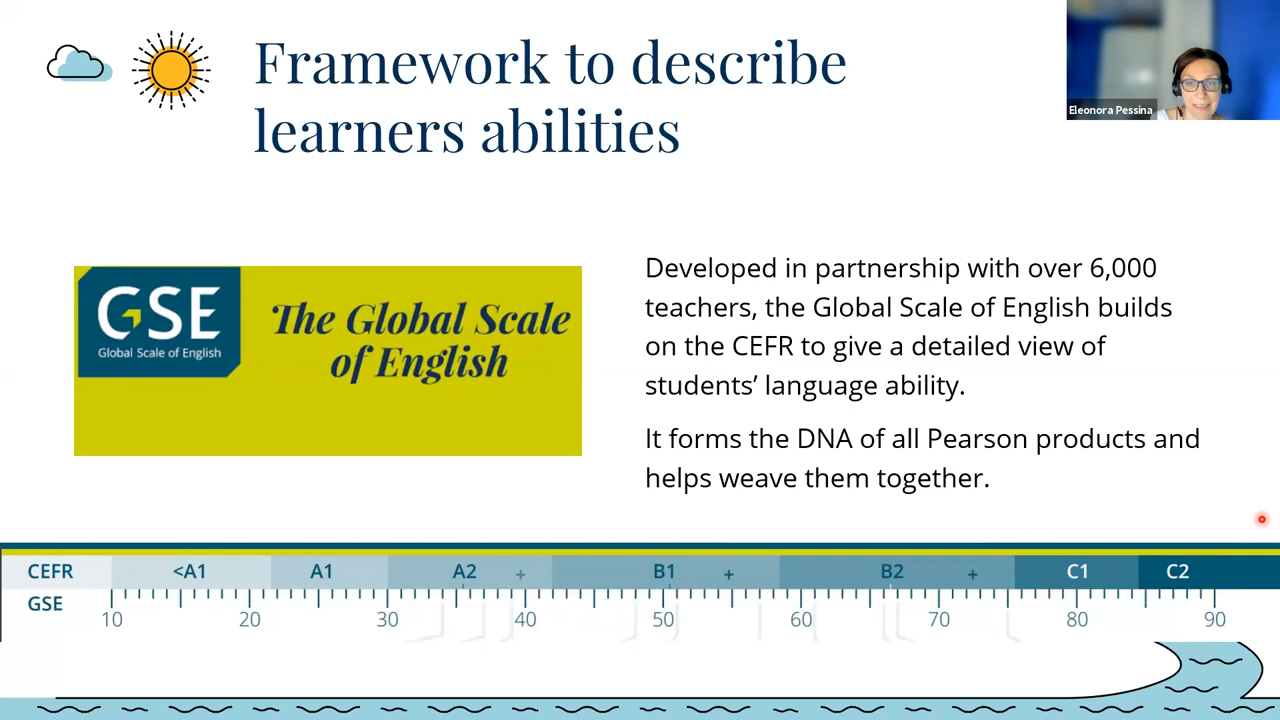 Framework to describe
learners abilities
Eleonora Pessina
GSE
Global Scale of English
The Global Scale
of English
Developed in partnership with over 6,000
teachers, the Global Scale of English builds
on the CEFR to give a detailed view of
students’ language ability.
It forms the DNA of all Pearson products and
helps weave them together.
CEFR <A1 A1 A2 + B1 + B2 + C1 C2
GSE
10 20 30 40 50 60 70 80 90